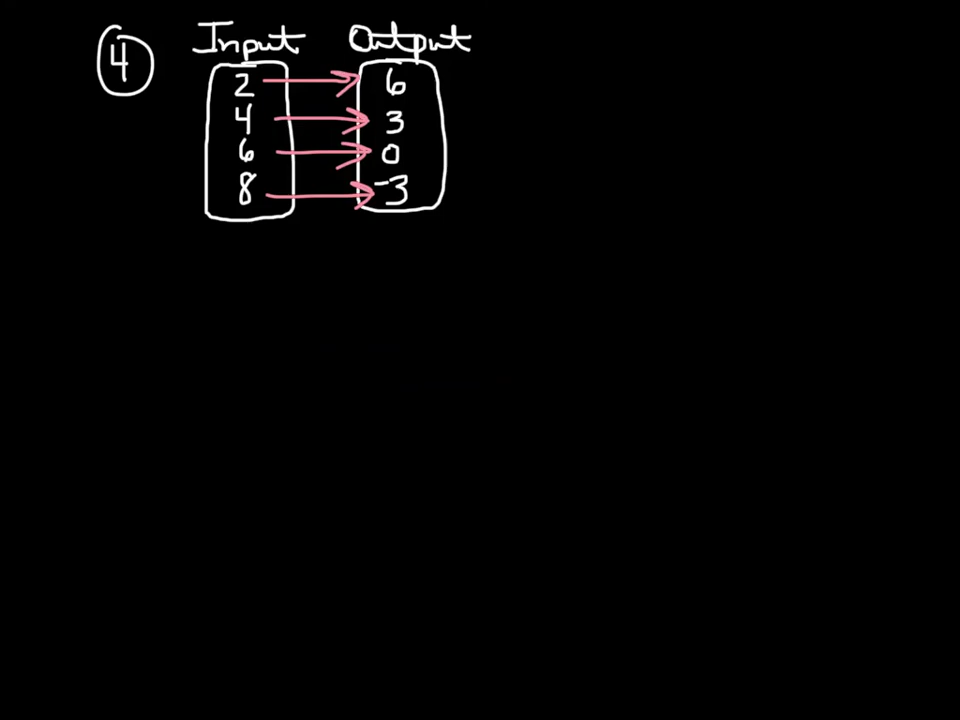 ④ Input Output
2 → 6
4 → 3
6 → 0
8 → -3